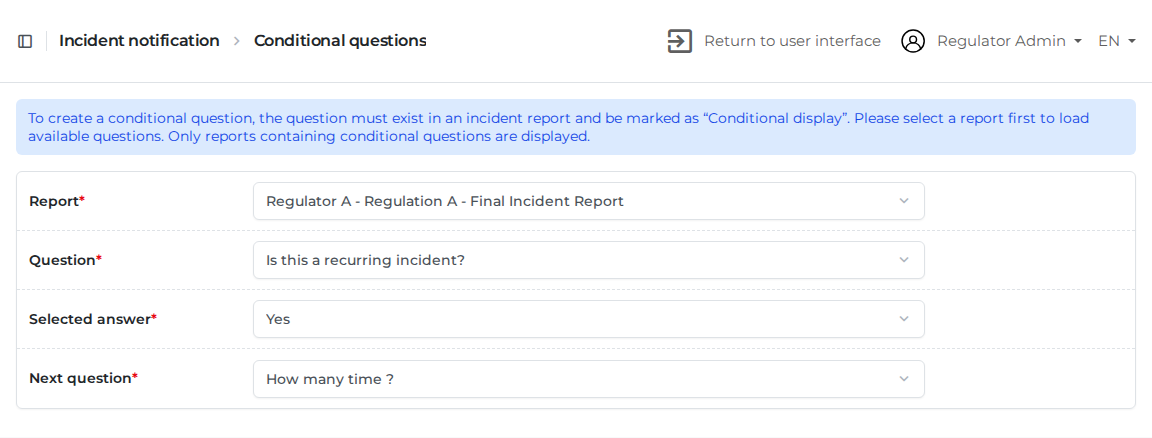 Incident notification > Conditional questions
Return to user interface
Regulator Admin
EN
To create a conditional question, the question must exist in an incident report and be marked as “Conditional display”. Please select a report first to load
available questions. Only reports containing conditional questions are displayed.
Report*
Regulator A - Regulation A - Final Incident Report
Question*
Is this a recurring incident?
Selected answer*
Yes
Next question*
How many time ?